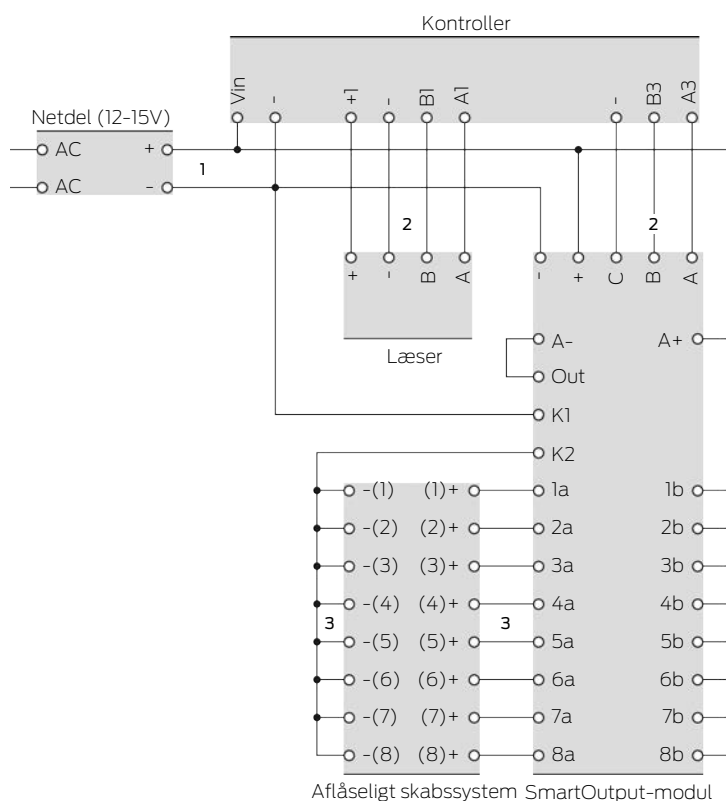 Kontroller
Vin - +1 - B1 A1 - B3 A3
Netdel (12-15V)
AC +
AC -
1
2 2
+ - B A
- + C B A
Læser
A- A+
Out
K1
K2
-(1) (1)+ 1a 1b
-(2) (2)+ 2a 2b
-(3) (3)+ 3a 3b
-(4) (4)+ 4a 4b
3 3
-(5) (5)+ 5a 5b
-(6) (6)+ 6a 6b
-(7) (7)+ 7a 7b
-(8) (8)+ 8a 8b
Aflåseligt skabssystem SmartOutput-modul